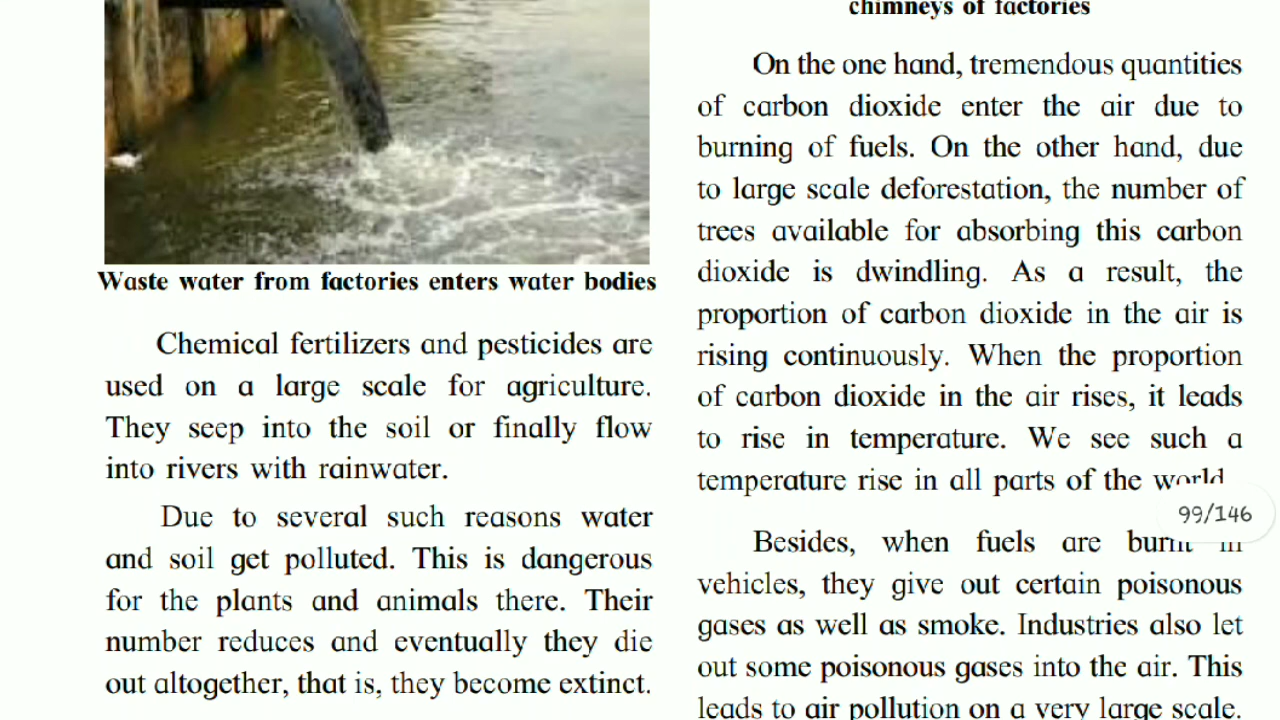 Waste water from factories enters water bodies
Chemical fertilizers and pesticides are
used on a large scale for agriculture.
They seep into the soil or finally flow
into rivers with rainwater.
Due to several such reasons water
and soil get polluted. This is dangerous
for the plants and animals there. Their
number reduces and eventually they die
out altogether, that is, they become extinct.
chimneys of factories
On the one hand, tremendous quantities
of carbon dioxide enter the air due to
burning of fuels. On the other hand, due
to large scale deforestation, the number of
trees available for absorbing this carbon
dioxide is dwindling. As a result, the
proportion of carbon dioxide in the air is
rising continuously. When the proportion
of carbon dioxide in the air rises, it leads
to rise in temperature. We see such a
temperature rise in all parts of the world.
99/146
Besides, when fuels are burnt in
vehicles, they give out certain poisonous
gases as well as smoke. Industries also let
out some poisonous gases into the air. This
leads to air pollution on a very large scale.